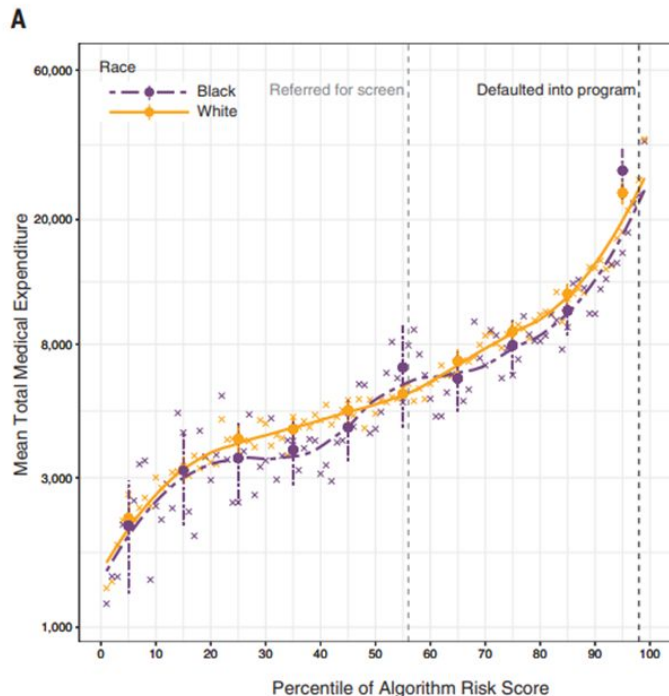 A
60,000
20,000
8,000
3,000
1,000
Mean Total Medical Expenditure
Race
Black
White
Referred for screen
Defaulted into program
0 10 20 30 40 50 60 70 80 90 100
Percentile of Algorithm Risk Score